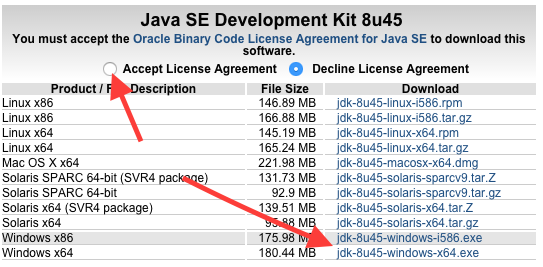 Java SE Development Kit 8u45
You must accept the Oracle Binary Code License Agreement for Java SE to download this
software.
Accept License Agreement Decline License Agreement
Product / Description File Size Download
Linux x86 146.89 MB jdk-8u45-linux-i586.rpm
Linux x86 166.88 MB jdk-8u45-linux-i586.tar.gz
Linux x64 145.19 MB jdk-8u45-linux-x64.rpm
Linux x64 165.24 MB jdk-8u45-linux-x64.tar.gz
Mac OS X x64 221.98 MB jdk-8u45-macosx-x64.dmg
Solaris SPARC 64-bit (SVR4 package) 131.73 MB jdk-8u45-solaris-sparcv9.tar.Z
Solaris SPARC 64-bit 92.9 MB jdk-8u45-solaris-sparcv9.tar.gz
Solaris x64 (SVR4 package) 139.51 MB jdk-8u45-solaris-x64.tar.Z
Solaris x64 MB jdk-8u45-solaris-x64.tar.gz
Windows x86 175.98 MB jdk-8u45-windows-i586.exe
Windows x64 180.44 MB jdk-8u45-windows-x64.exe